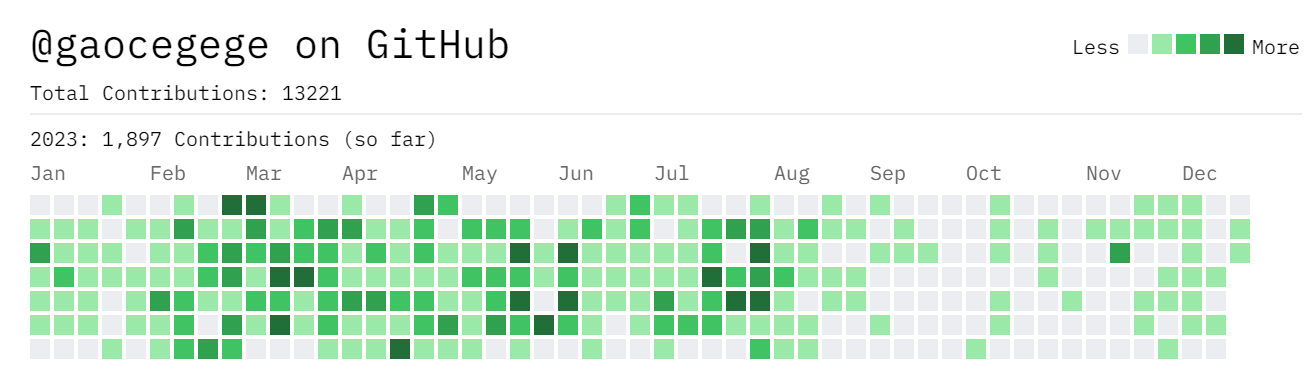 @gaocegege on GitHub
Less More
Total Contributions: 13221
2023: 1,897 Contributions (so far)
Jan Feb Mar Apr May Jun Jul Aug Sep Oct Nov Dec